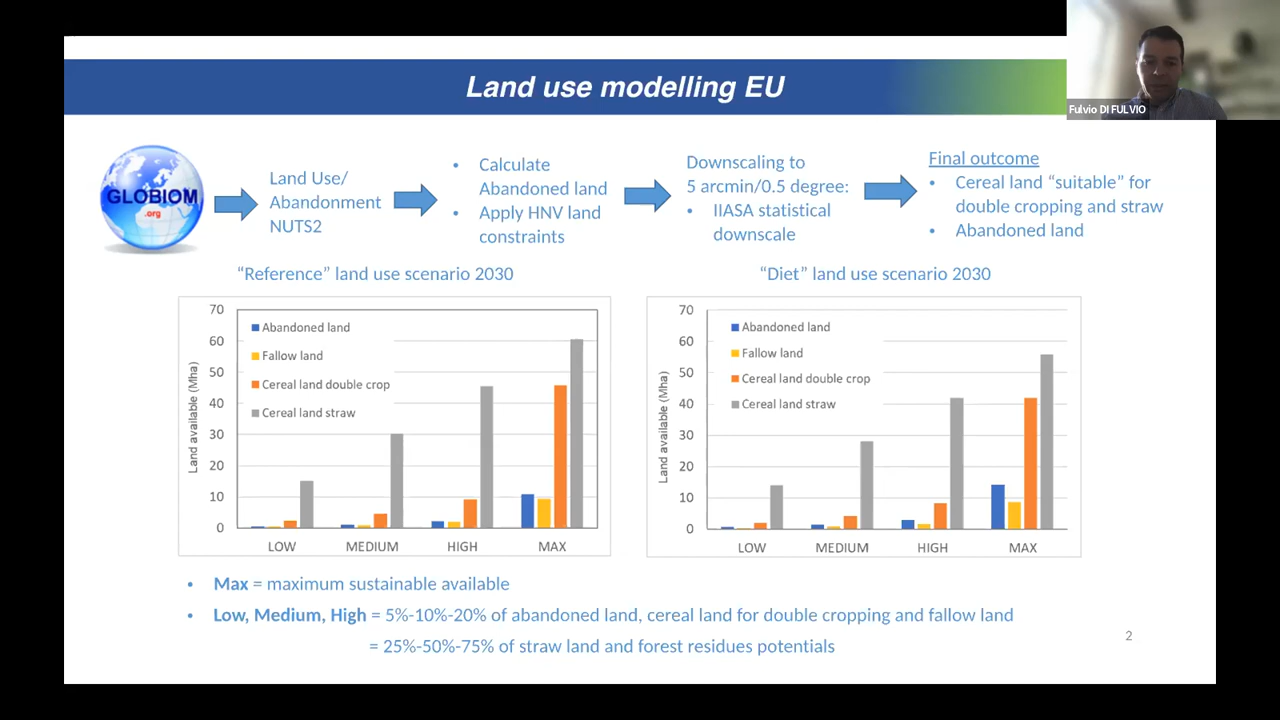 Land use modelling EU
Fulvio DI FULVIO
GLOBIOM
.org
Land Use/
Abandonment
NUTS2
• Calculate
Abandoned land
• Apply HNV land
constraints
Downscaling to
5 arcmin/0.5 degree:
• IIASA statistical
downscale
Final outcome
• Cereal land “suitable” for
double cropping and straw
• Abandoned land
“Reference” land use scenario 2030
Land available (Mha)
70
60
50
40
30
20
10
0
Abandoned land
Fallow land
Cereal land double crop
Cereal land straw
LOW MEDIUM HIGH MAX
“Diet” land use scenario 2030
Land available (Mha)
70
60
50
40
30
20
10
0
Abandoned land
Fallow land
Cereal land double crop
Cereal land straw
LOW MEDIUM HIGH MAX
• Max = maximum sustainable available
• Low, Medium, High = 5%-10%-20% of abandoned land, cereal land for double cropping and fallow land
= 25%-50%-75% of straw land and forest residues potentials
2